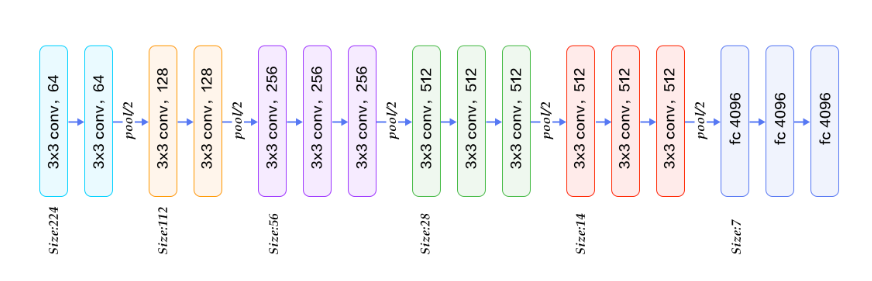 3x3 conv, 64
3x3 conv, 64
pool/2
3x3 conv, 128
3x3 conv, 128
pool/2
3x3 conv, 256
3x3 conv, 256
3x3 conv, 256
pool/2
3x3 conv, 512
3x3 conv, 512
3x3 conv, 512
pool/2
3x3 conv, 512
3x3 conv, 512
3x3 conv, 512
pool/2
fc 4096
fc 4096
fc 4096
Size:224
Size:112
Size:56
Size:28
Size:14
Size:7